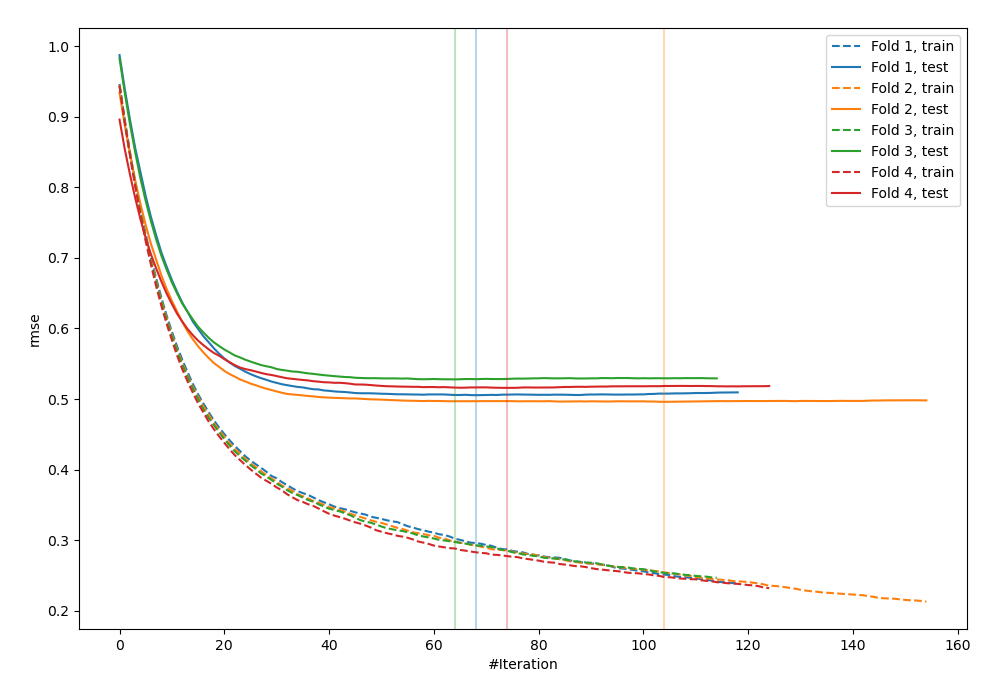 1.0
0.9
0.8
0.7
0.6
0.5
0.4
0.3
0.2
rmse
0
20
40
60
80
100
120
140
160
#Iteration
Fold 1, train
Fold 1, test
Fold 2, train
Fold 2, test
Fold 3, train
Fold 3, test
Fold 4, train
Fold 4, test